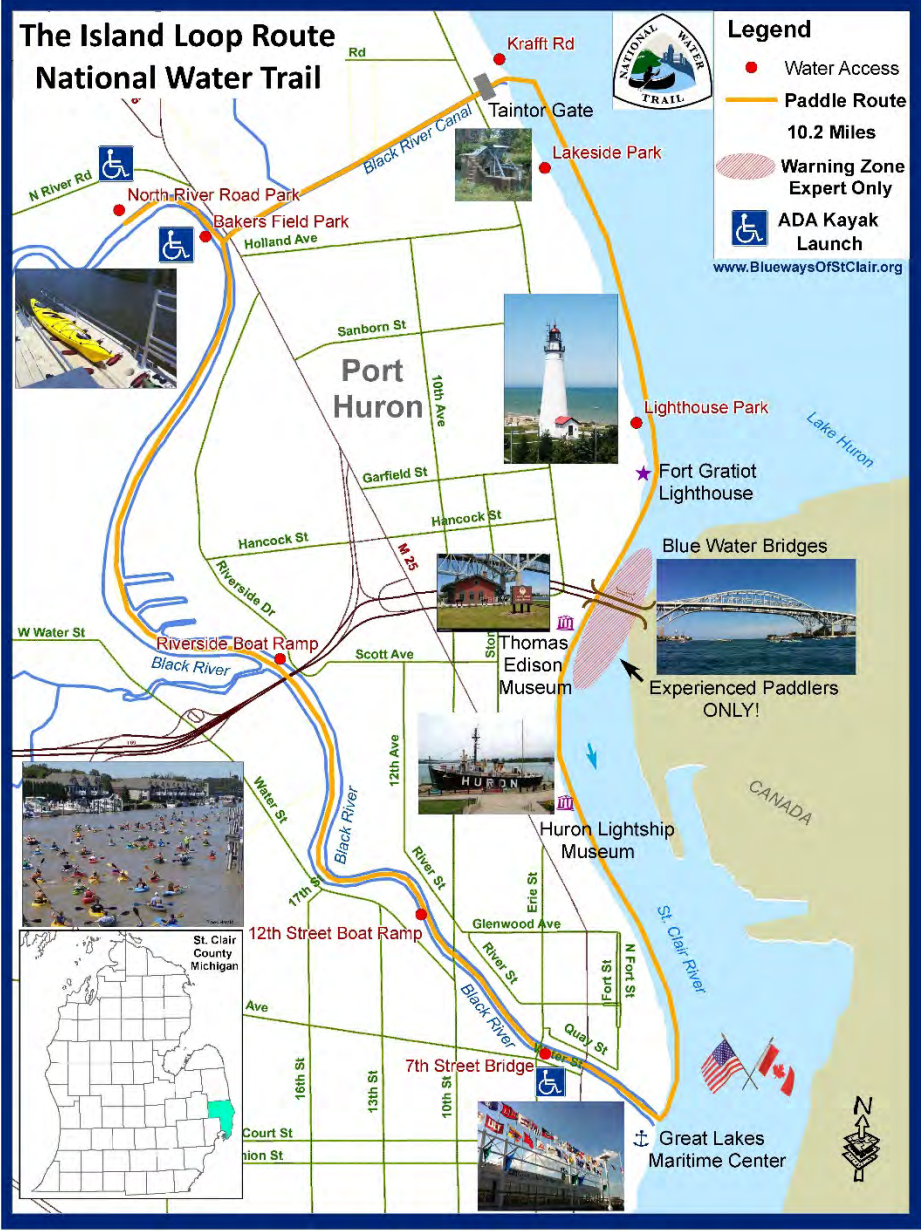 The Island Loop Route
National Water Trail
NATIONAL WATER
TRAIL
Legend
Water Access
Paddle Route
10.2 Miles
Warning Zone
Expert Only
ADA Kayak
Launch
www.BluewaysOfStClair.org
Rd
Krafft Rd
Taintor Gate
Black River Canal
Lakeside Park
N River Rd
North River Road Park
Bakers Field Park
Holland Ave
Sanborn St
Port
Huron
10th Ave
Lighthouse Park
Lake Huron
Garfield St
Fort Gratiot
Lighthouse
Hancock St
Hancock St
M 25
Blue Water Bridges
Riverside Dr
W Water St
Riverside Boat Ramp
Black River
Scott Ave
Ston
Thomas
Edison
Museum
Experienced Paddlers
ONLY!
12th Ave
Water St
HURON
CANADA
Black River
Huron Lightship
Museum
River St
17th St
Erie St
12th Street Boat Ramp
Glenwood Ave
St. Clair River
St. Clair
County
Michigan
River St
Fort St
N Fort St
Ave
Black River
Quay St
Water St
7th Street Bridge
16th St
13th St
10th St
Court St
nion St
Great Lakes
Maritime Center
N